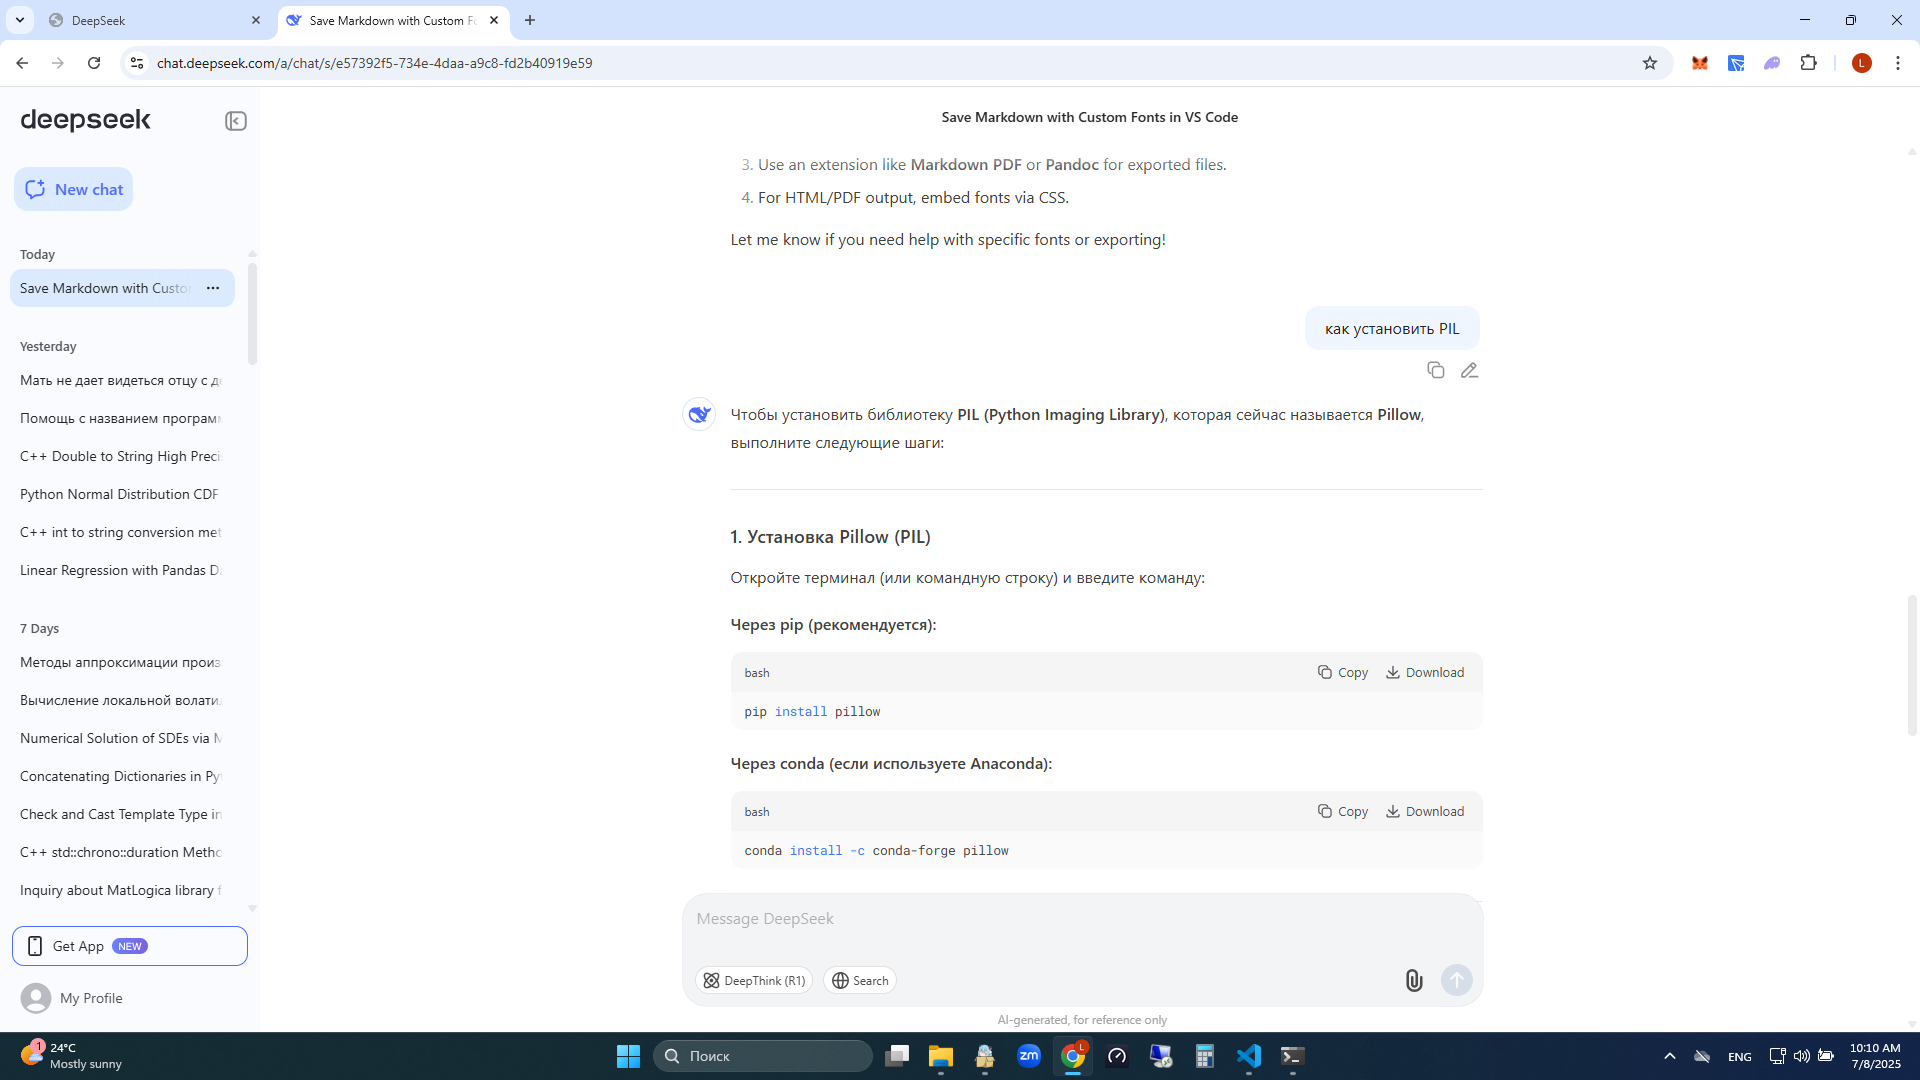 DeepSeek
Save Markdown with Custom Fo
chat.deepseek.com/a/chat/s/e57392f5-734e-4daa-a9c8-fd2b40919e59
L
deepseek
New chat
Today
Save Markdown with Custo
Yesterday
Мать не дает видеться отцу с де
Помощь с названием программ
C++ Double to String High Preci
Python Normal Distribution CDF
C++ int to string conversion met
Linear Regression with Pandas D
7 Days
Методы аппроксимации произ
Вычисление локальной волатил
Numerical Solution of SDEs via M
Concatenating Dictionaries in Py
Check and Cast Template Type in
C++ std::chrono::duration Metho
Inquiry about MatLogica library f
Get App NEW
My Profile
Save Markdown with Custom Fonts in VS Code
3. Use an extension like Markdown PDF or Pandoc for exported files.
4. For HTML/PDF output, embed fonts via CSS.
Let me know if you need help with specific fonts or exporting!
как установить PIL
Чтобы установить библиотеку PIL (Python Imaging Library), которая сейчас называется Pillow,
выполните следующие шаги:
1. Установка Pillow (PIL)
Откройте терминал (или командную строку) и введите команду:
Через pip (рекомендуется):
bash Copy Download
pip install pillow
Через conda (если используете Anaconda):
bash Copy Download
conda install -c conda-forge pillow
Message DeepSeek
DeepThink (R1) Search
AI-generated, for reference only
1
24°C
Mostly sunny
Поиск
zm
L
ENG
10:10 AM
7/8/2025